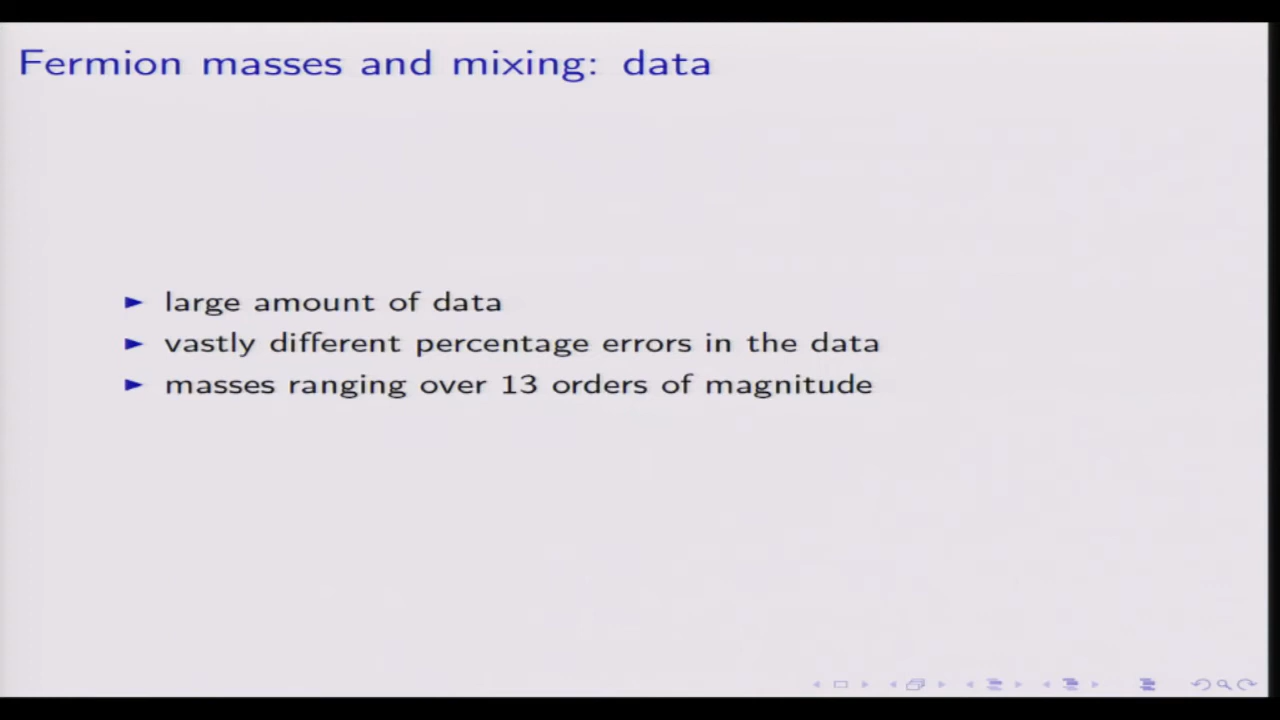 Fermion masses and mixing: data
large amount of data
vastly different percentage errors in the data
masses ranging over 13 orders of magnitude